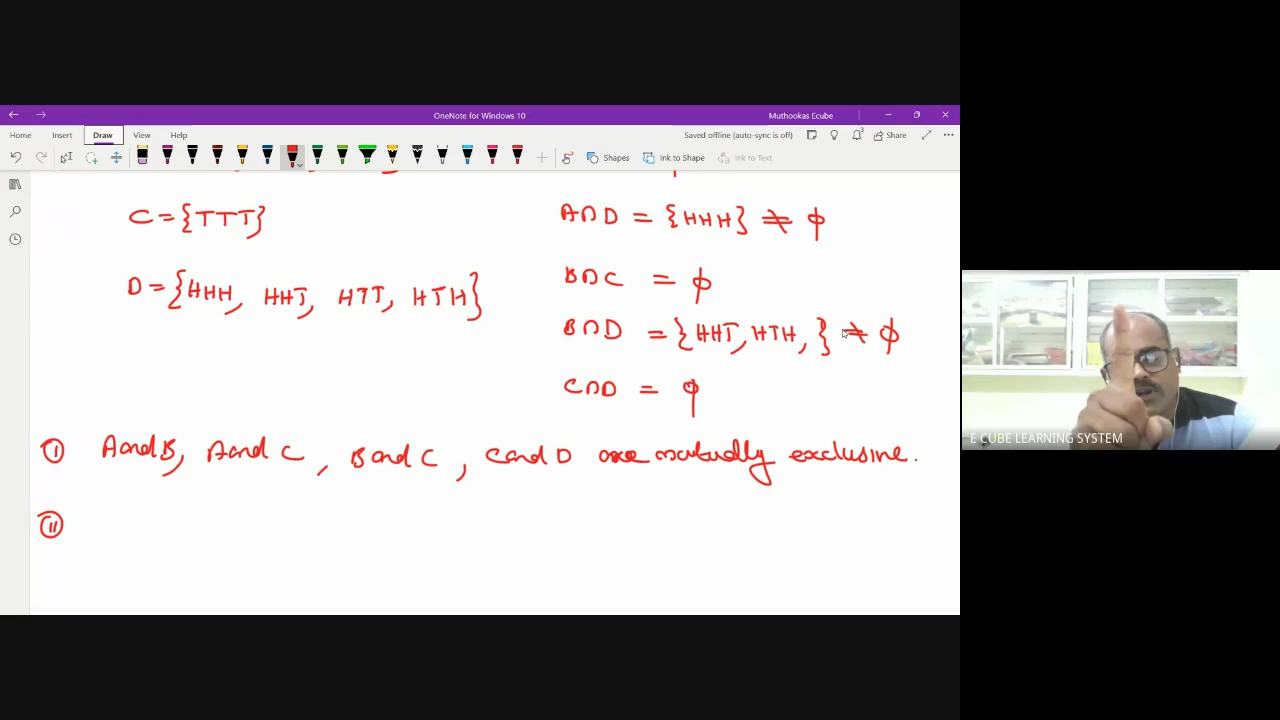 OneNote for Windows 10
Muthookas Ecube
Home Insert Draw View Help
Saved offline (auto-sync is off)
Share
Shapes
Ink to Shape
Ink to Text
C = {TTT}
D = {HHH, HHT, HTT, HTH}
A∩D = {HHH} ≠ ϕ
B∩C = ϕ
B∩D = {HHT, HTH, } ≠ ϕ
C∩D = ϕ
(i) A and B, A and C, B and C, C and D are mutually exclusive.
(ii)
E CUBE LEARNING SYSTEM